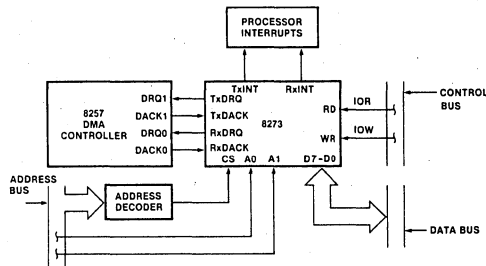 PROCESSOR
INTERRUPTS
TxINT RxINT
DRQ1 TxDRQ
DACK1 TxDACK
DRQ0 RxDRQ
DACK0 RxDACK
8257
DMA
CONTROLLER
8273
RD IOR
WR IOW
CS A0 A1 D7-D0
CONTROL
BUS
ADDRESS
BUS
ADDRESS
DECODER
DATA BUS